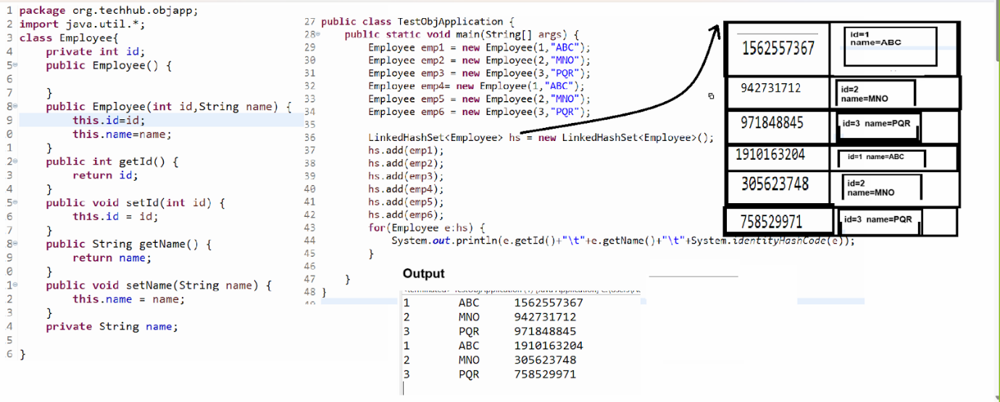 1 package org.techhub.objapp;
2 import java.util.*;
3 class Employee{
4 private int id;
5 public Employee() {
6
7 }
8 public Employee(int id,String name) {
9 this.id=id;
0 this.name=name;
1 }
2 public int getId() {
3 return id;
4 }
5 public void setId(int id) {
6 this.id = id;
7 }
8 public String getName() {
9 return name;
0 }
1 public void setName(String name) {
2 this.name = name;
3 }
4 private String name;
5
6 }
27 public class TestObjApplication {
28 public static void main(String[] args) {
29 Employee emp1 = new Employee(1,"ABC");
30 Employee emp2 = new Employee(2,"MNO");
31 Employee emp3 = new Employee(3,"PQR");
32 Employee emp4= new Employee(1,"ABC");
33 Employee emp5 = new Employee(2,"MNO");
34 Employee emp6 = new Employee(3,"PQR");
35
36 LinkedHashSet<Employee> hs = new LinkedHashSet<Employee>();
37 hs.add(emp1);
38 hs.add(emp2);
39 hs.add(emp3);
40 hs.add(emp4);
41 hs.add(emp5);
42 hs.add(emp6);
43 for(Employee e:hs) {
44 System.out.println(e.getId()+"\t"+e.getName()+"\t"+System.identityHashCode(e));
45 }
46
47 }
48 }
1562557367
id=1
name=ABC
942731712
id=2
name=MNO
971848845
id=3 name=PQR
1910163204
id=1 name=ABC
305623748
id=2
name=MNO
758529971
id=3 name=PQR
Output
1 ABC 1562557367
2 MNO 942731712
3 PQR 971848845
1 ABC 1910163204
2 MNO 305623748
3 PQR 758529971